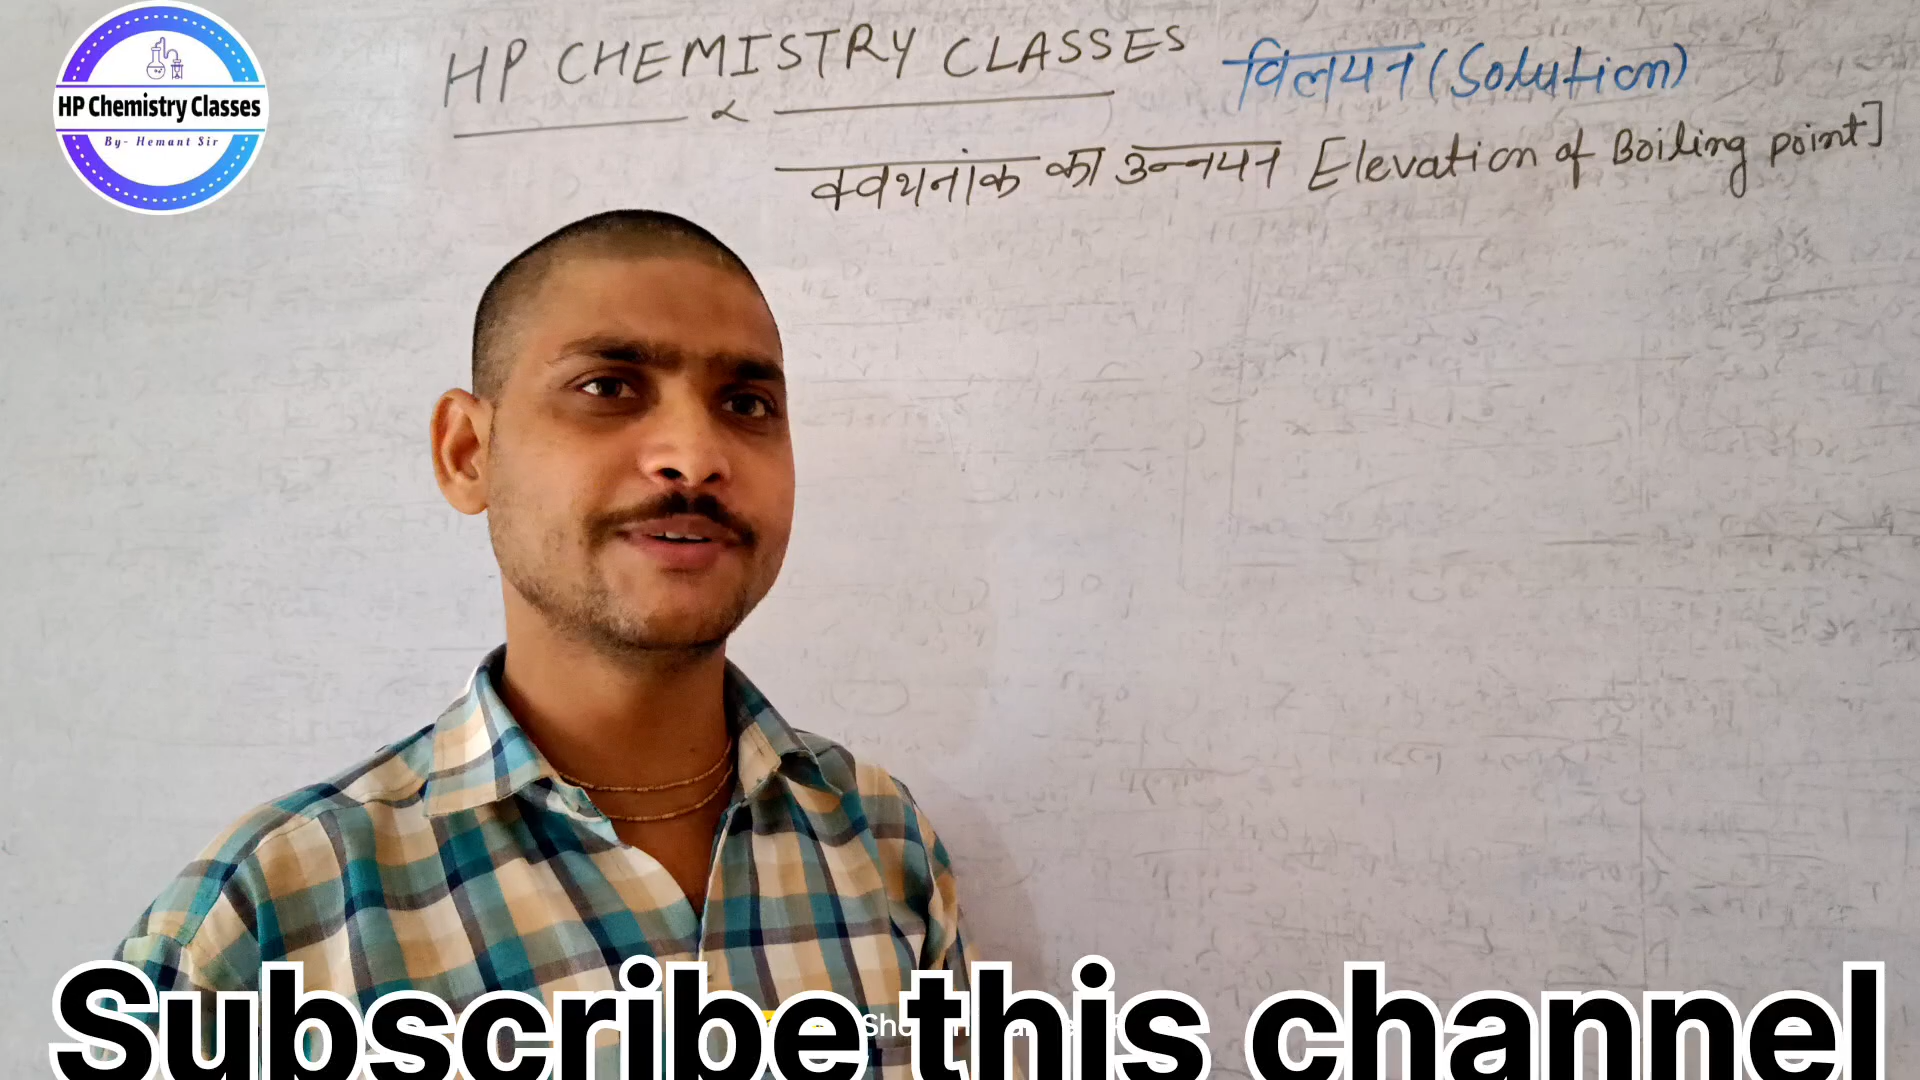 HP Chemistry Classes
By- Hemant Sir
HP CHEMISTRY CLASSES
विलयन (Solution)
क्वथनांक का उन्नयन [Elevation of Boiling point]
Subscribe this channel